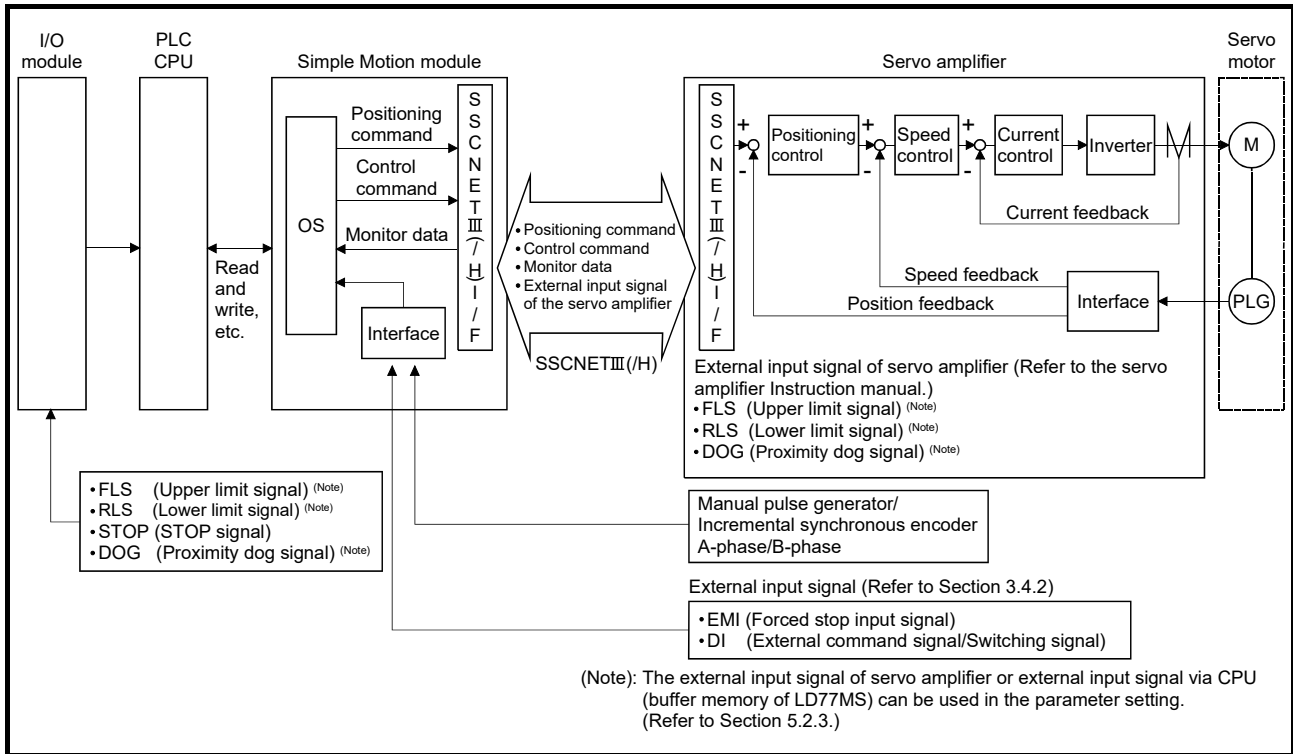 I/O
module
PLC
CPU
Simple Motion module
Servo amplifier
Servo
motor
OS
Positioning
command
Control
command
Monitor data
Interface
SSCNETⅢ(/H)I/F
Read
and
write,
etc.
•Positioning command
•Control command
•Monitor data
•External input signal
of the servo amplifier
SSCNETⅢ(/H)
SSCNETⅢ(/H)I/F
+
-
Positioning
control
+
-
Speed
control
+
-
Current
control
Inverter
M
Current feedback
Speed feedback
Position feedback
Interface
PLG
External input signal of servo amplifier (Refer to the servo
amplifier Instruction manual.)
•FLS (Upper limit signal) (Note)
•RLS (Lower limit signal) (Note)
•DOG (Proximity dog signal) (Note)
•FLS (Upper limit signal) (Note)
•RLS (Lower limit signal) (Note)
•STOP (STOP signal)
•DOG (Proximity dog signal) (Note)
Manual pulse generator/
Incremental synchronous encoder
A-phase/B-phase
External input signal (Refer to Section 3.4.2)
•EMI (Forced stop input signal)
•DI (External command signal/Switching signal)
(Note): The external input signal of servo amplifier or external input signal via CPU
(buffer memory of LD77MS) can be used in the parameter setting.
(Refer to Section 5.2.3.)